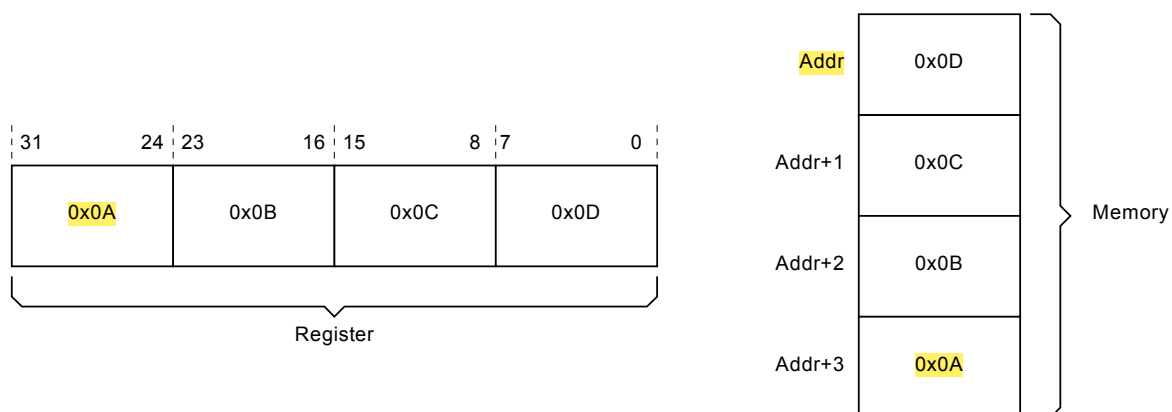 31 24 23 16 15 8 7 0
0x0A 0x0B 0x0C 0x0D
Register
Addr 0x0D
Addr+1 0x0C
Addr+2 0x0B
Addr+3 0x0A
Memory